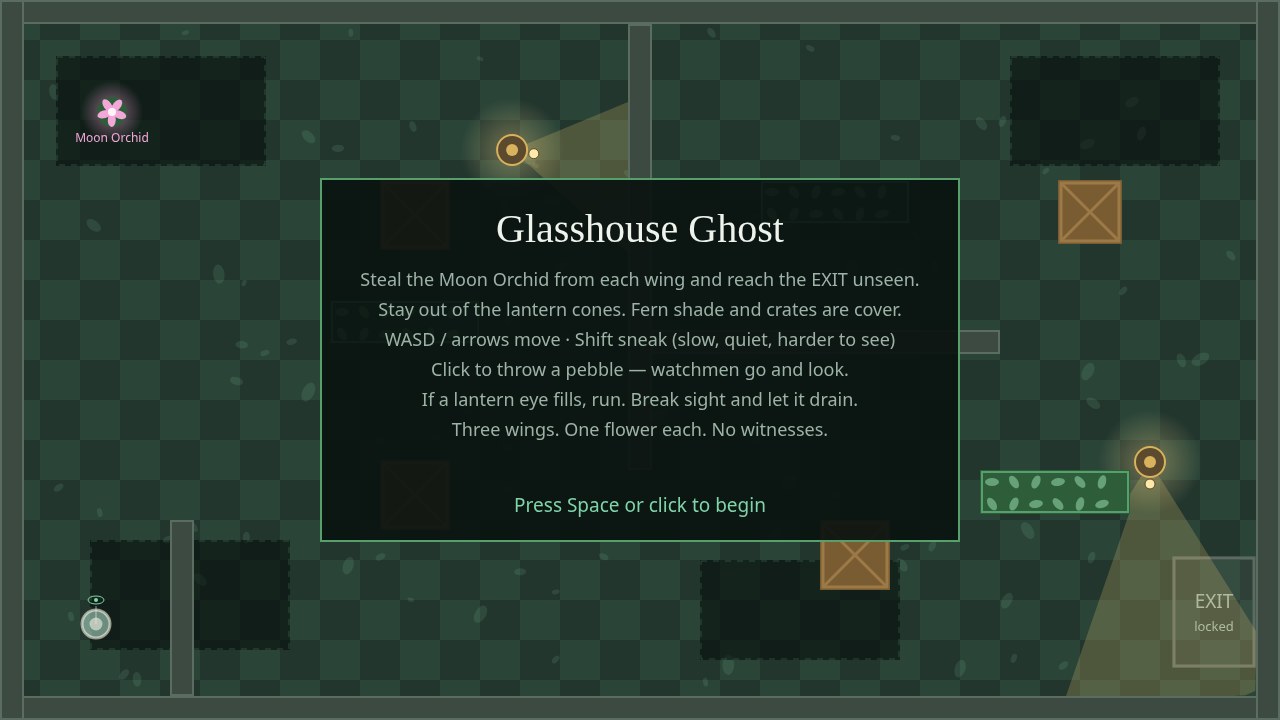 Moon Orchid
Glasshouse Ghost
Steal the Moon Orchid from each wing and reach the EXIT unseen.
Stay out of the lantern cones. Fern shade and crates are cover.
WASD / arrows move · Shift sneak (slow, quiet, harder to see)
Click to throw a pebble — watchmen go and look.
If a lantern eye fills, run. Break sight and let it drain.
Three wings. One flower each. No witnesses.
Press Space or click to begin
EXIT
locked